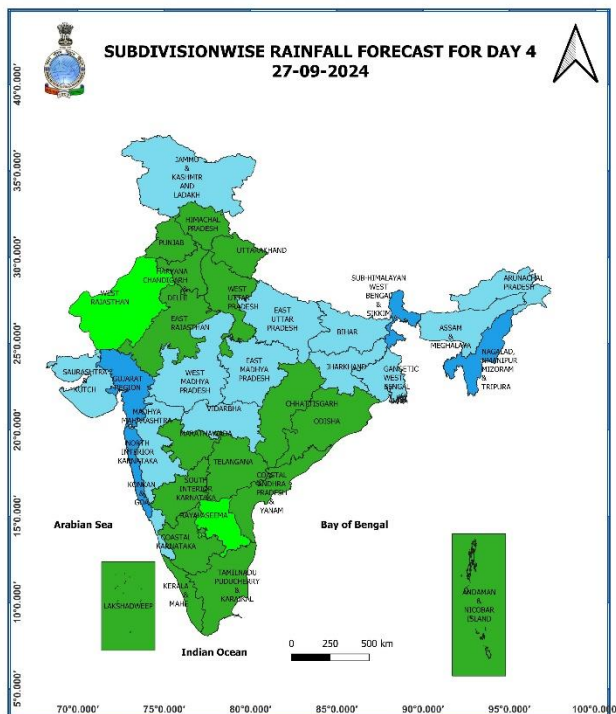 SUBDIVISIONWISE RAINFALL FORECAST FOR DAY 4
27-09-2024
40°0.000'
35°0.000'
30°0.000'
25°0.000'
20°0.000'
15°0.000'
10°0.000'
5°0.000'
JAMMU
&
KASHMIR
AND
LADAKH
HIMACHAL
PRADESH
PUNJAB
UTTARAKHAND
HARYANA
CHANDIGARH
&
DELHI
WEST
RAJASTHAN
WEST
UTTAR
PRADESH
EAST
RAJASTHAN
EAST
UTTAR
PRADESH
SUB-HIMALAYAN
WEST
BENGAL
&
SIKKIM
ARUNACHAL
PRADESH
ASSAM
&
MEGHALAYA
NAGALAD,
MANIPUR
MIZORAM
&
TRIPURA
BIHAR
JHARKHAND
GANGETIC
WEST
BENGAL
SAURASHTRA
&
KUTCH
GUJARAT
REGION
WEST
MADHYA
PRADESH
EAST
MADHYA
PRADESH
CHHATTISGARH
ODISHA
VIDARBHA
MADHYA
MAHARASHTRA
MARATHAWADA
NORTH
INTERIOR
KARNATAKA
TELANGANA
KONKAN
&
GOA
SOUTH
INTERIOR
KARNATAKA
COASTAL
ANDHRA
PRADESH
&
YANAM
RAYALASEEMA
COASTAL
KARNATAKA
TAMILNADU
PUDUCHERRY
&
KARAIKAL
KERALA
&
MAHE
LAKSHADWEEP
ANDAMAN
&
NICOBAR
ISLAND
Arabian Sea
Bay of Bengal
Indian Ocean
0 250 500 km
70°0.000' 75°0.000' 80°0.000' 85°0.000' 90°0.000' 95°0.000' 100°0.000'